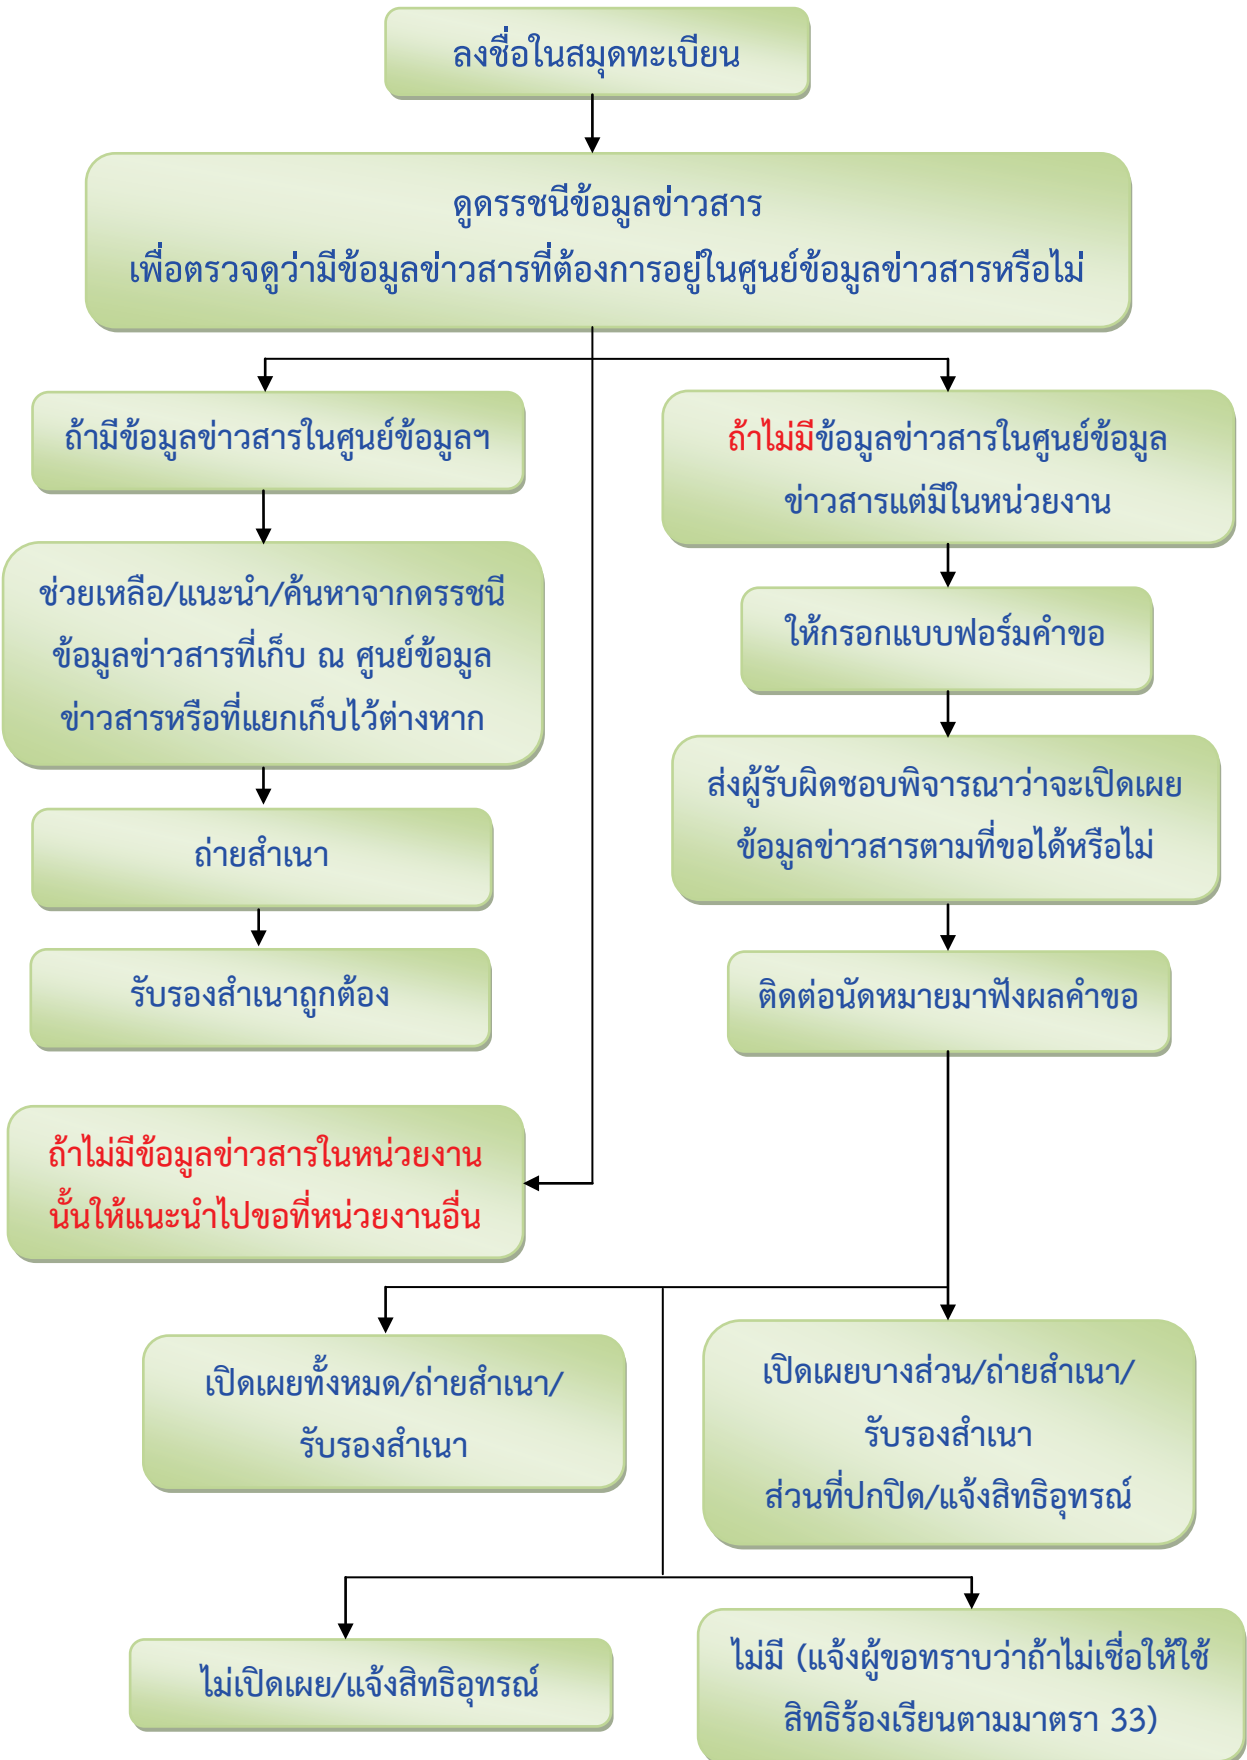 ลงชื่อในสมุดทะเบียน
ดูดรรชนีข้อมูลข่าวสาร
เพื่อตรวจดูว่ามีข้อมูลข่าวสารที่ต้องการอยู่ในศูนย์ข้อมูลข่าวสารหรือไม่
ถ้ามีข้อมูลข่าวสารในศูนย์ข้อมูลฯ
ช่วยเหลือ/แนะนำ/ค้นหาจากดรรชนี
ข้อมูลข่าวสารที่เก็บ ณ ศูนย์ข้อมูล
ข่าวสารหรือที่แยกเก็บไว้ต่างหาก
ถ่ายสำเนา
รับรองสำเนาถูกต้อง
ถ้าไม่มีข้อมูลข่าวสารในศูนย์ข้อมูล
ข่าวสารแต่มีในหน่วยงาน
ให้กรอกแบบฟอร์มคำขอ
ส่งผู้รับผิดชอบพิจารณาว่าจะเปิดเผย
ข้อมูลข่าวสารตามที่ขอได้หรือไม่
ติดต่อนัดหมายมาฟังผลคำขอ
ถ้าไม่มีข้อมูลข่าวสารในหน่วยงาน
นั้นให้แนะนำไปขอที่หน่วยงานอื่น
เปิดเผยทั้งหมด/ถ่ายสำเนา/
รับรองสำเนา
เปิดเผยบางส่วน/ถ่ายสำเนา/
รับรองสำเนา
ส่วนที่ปกปิด/แจ้งสิทธิอุทรณ์
ไม่เปิดเผย/แจ้งสิทธิอุทรณ์
ไม่มี (แจ้งผู้ขอทราบว่าถ้าไม่เชื่อให้ใช้
สิทธิร้องเรียนตามมาตรา 33)